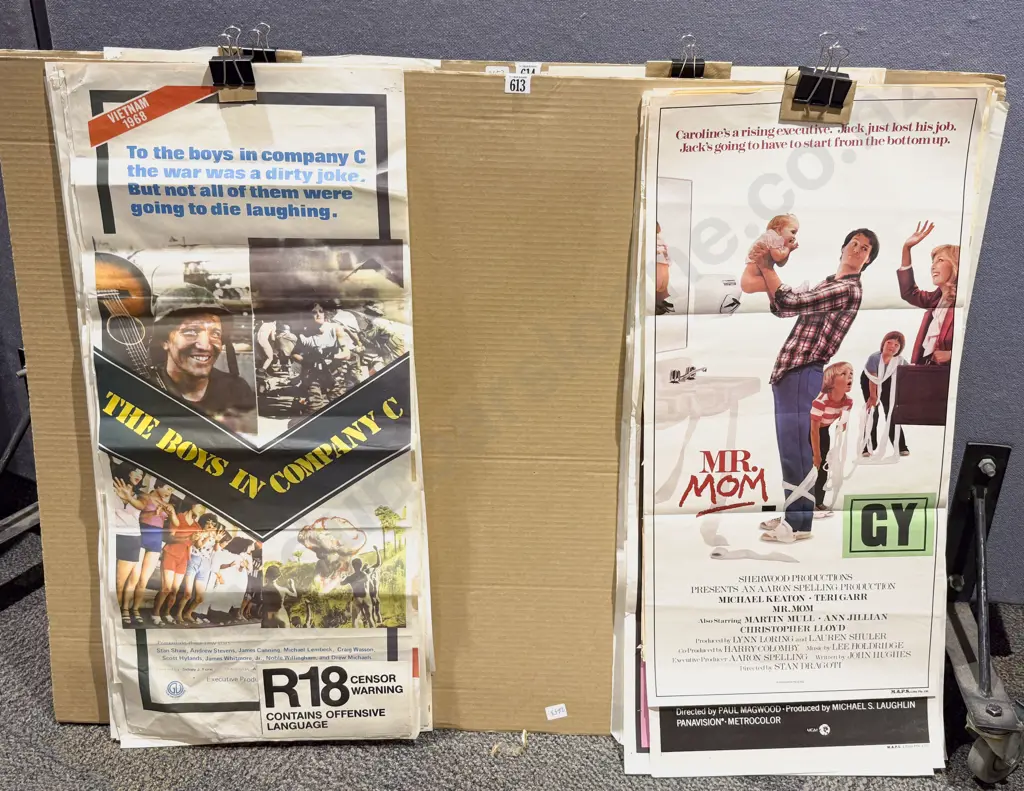 614
613
VIETNAM
1968
To the boys in company C
the war was a dirty joke.
But not all of them were
going to die laughing.
THE BOYS IN COMPANY C
Stan Shaw, Andrew Stevens, James Canning, Michael Lembeck, Craig Wasson,
Scott Hylands, James Whitmore, Jr., Noble Willingham, and Drew Michaels
Executive Prod
R18 CENSOR
WARNING
CONTAINS OFFENSIVE
LANGUAGE
Caroline's a rising executive. Jack just lost his job.
Jack's going to have to start from the bottom up.
MR.
MOM
GY
SHERWOOD PRODUCTIONS
PRESENTS AN AARON SPELLING PRODUCTION
MICHAEL KEATON • TERI GARR
MR. MOM
Also Starring MARTIN MULL • ANN JILLIAN
CHRISTOPHER LLOYD
Produced by LYNN LORING and LAUREN SHULER
Co-Produced by HARRY COLOMBY Music by LEE HOLDRIDGE
Executive Producer AARON SPELLING Written by JOHN HUGHES
Directed by STAN DRAGOTI
M.A.P.S.
Directed by PAUL MAGWOOD • Produced by MICHAEL S. LAUGHLIN
PANAVISION® • METROCOLOR
MGM